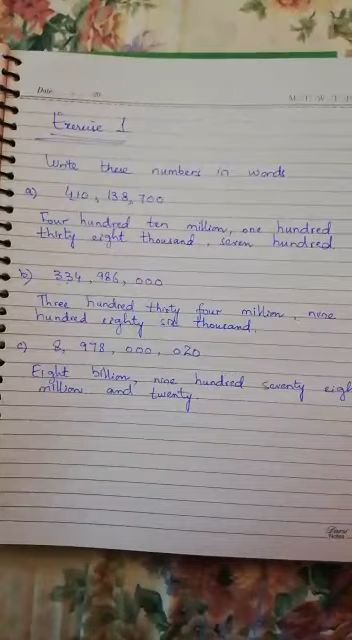 Date 20
M T W T F
Exercise 1
Write these numbers in words
a) 410, 138, 700
Four hundred ten million, one hundred
thirty eight thousand, seven hundred.
b) 334, 986, 000
Three hundred thirty four million, nine
hundred eighty six thousand.
c) 8, 978, 000, 020
Eight billion, nine hundred seventy eigh
million and twenty.
Notes